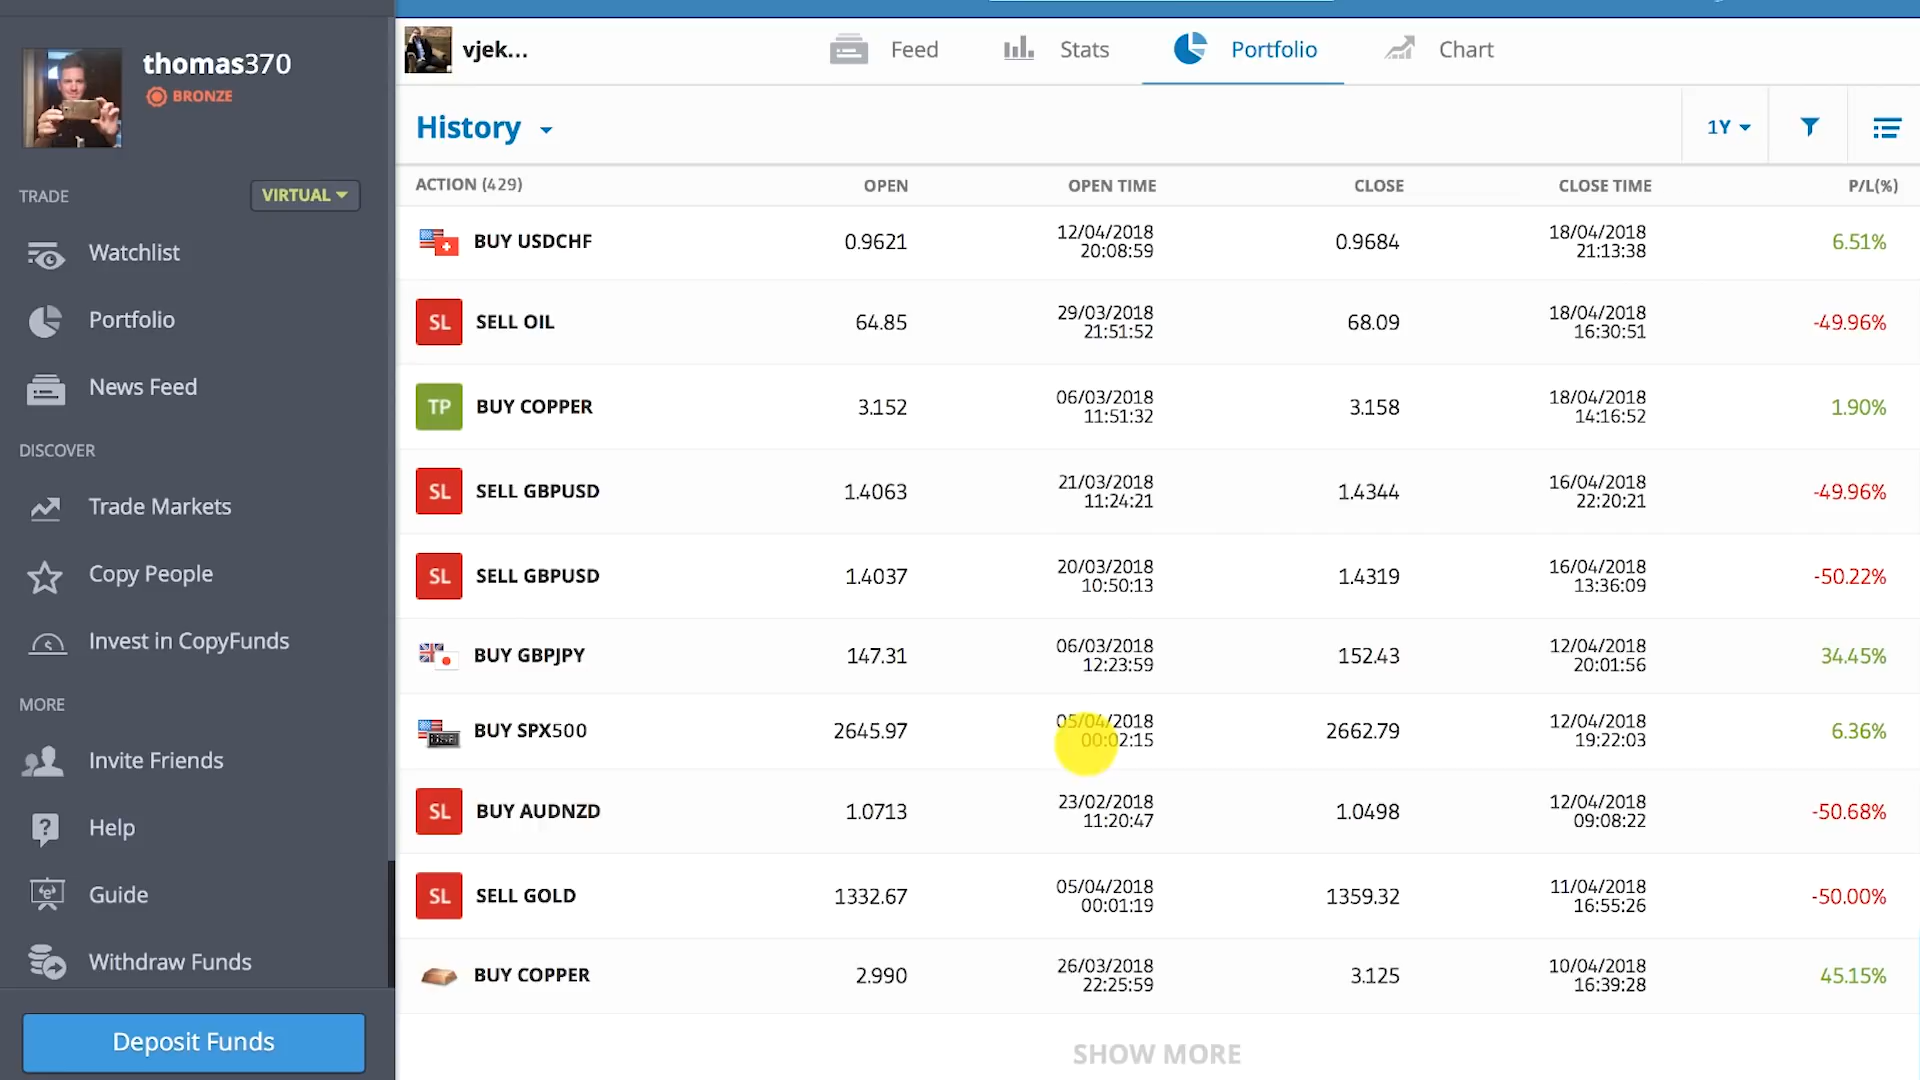 thomas370
BRONZE
TRADE
VIRTUAL
Watchlist
Portfolio
News Feed
DISCOVER
Trade Markets
Copy People
Invest in CopyFunds
MORE
Invite Friends
Help
Guide
Withdraw Funds
Deposit Funds
vjek...
Feed
Stats
Portfolio
Chart
History
1Y
ACTION (429) OPEN OPEN TIME CLOSE CLOSE TIME P/L(%)
BUY USDCHF 0.9621 12/04/2018 20:08:59 0.9684 18/04/2018 21:13:38 6.51%
SL SELL OIL 64.85 29/03/2018 21:51:52 68.09 18/04/2018 16:30:51 -49.96%
TP BUY COPPER 3.152 06/03/2018 11:51:32 3.158 18/04/2018 14:16:52 1.90%
SL SELL GBPUSD 1.4063 21/03/2018 11:24:21 1.4344 16/04/2018 22:20:21 -49.96%
SL SELL GBPUSD 1.4037 20/03/2018 10:50:13 1.4319 16/04/2018 13:36:09 -50.22%
BUY GBPJPY 147.31 06/03/2018 12:23:59 152.43 12/04/2018 20:01:56 34.45%
BUY SPX500 2645.97 05/04/2018 00:02:15 2662.79 12/04/2018 19:22:03 6.36%
SL BUY AUDNZD 1.0713 23/02/2018 11:20:47 1.0498 12/04/2018 09:08:22 -50.68%
SL SELL GOLD 1332.67 05/04/2018 00:01:19 1359.32 11/04/2018 16:55:26 -50.00%
BUY COPPER 2.990 26/03/2018 22:25:59 3.125 10/04/2018 16:39:28 45.15%
SHOW MORE